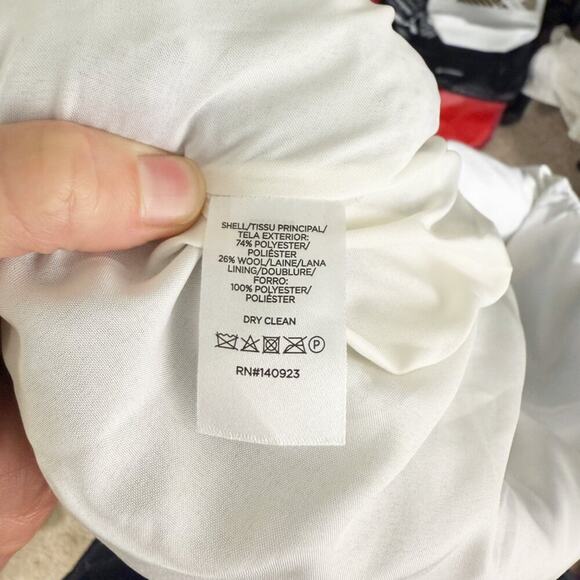 SHELL/TISSU PRINCIPAL/
TELA EXTERIOR:
74% POLYESTER/
POLIÉSTER
26% WOOL/LAINE/LANA
LINING/DOUBLURE/
FORRO:
100% POLYESTER/
POLIÉSTER
DRY CLEAN
P
RN#140923